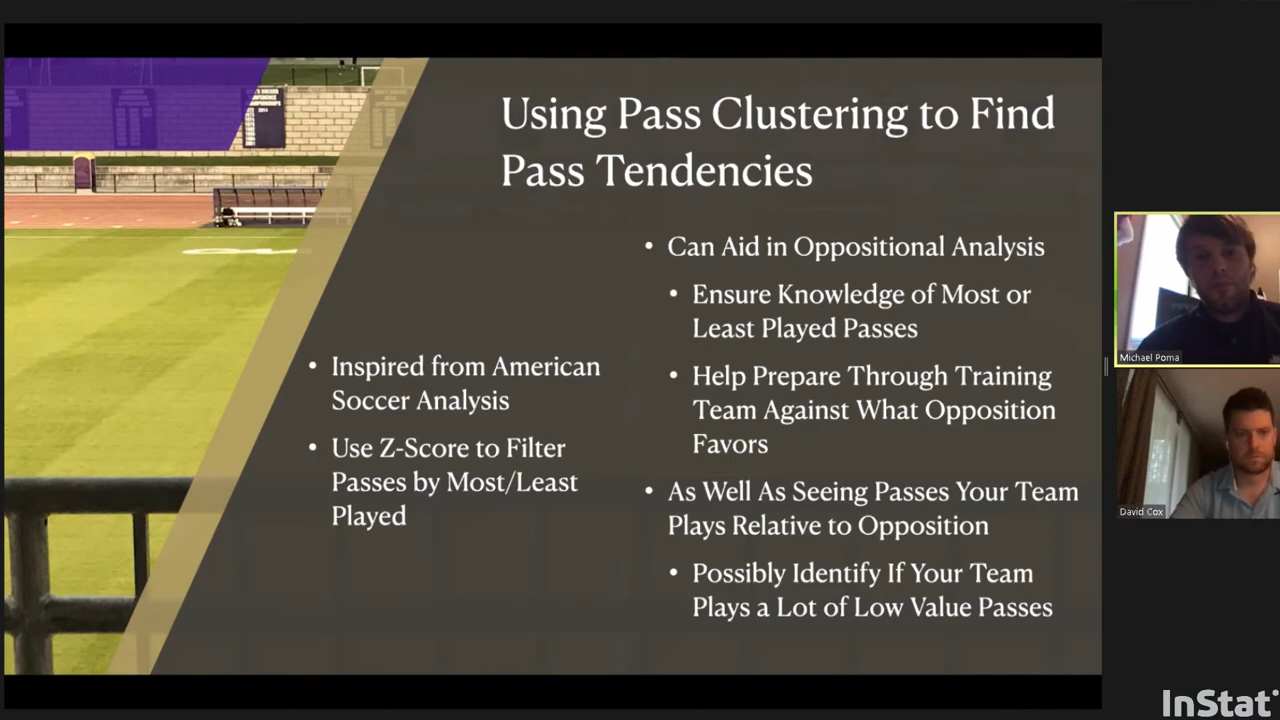 Using Pass Clustering to Find
Pass Tendencies
• Inspired from American
Soccer Analysis
• Use Z-Score to Filter
Passes by Most/Least
Played
• Can Aid in Oppositional Analysis
• Ensure Knowledge of Most or
Least Played Passes
• Help Prepare Through Training
Team Against What Opposition
Favors
• As Well As Seeing Passes Your Team
Plays Relative to Opposition
• Possibly Identify If Your Team
Plays a Lot of Low Value Passes
Michael Poma
David Cox
InStat